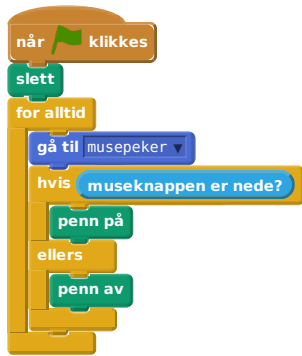 når klikkes
slett
for alltid
gå til musepeker
hvis museknappen er nede?
penn på
ellers
penn av